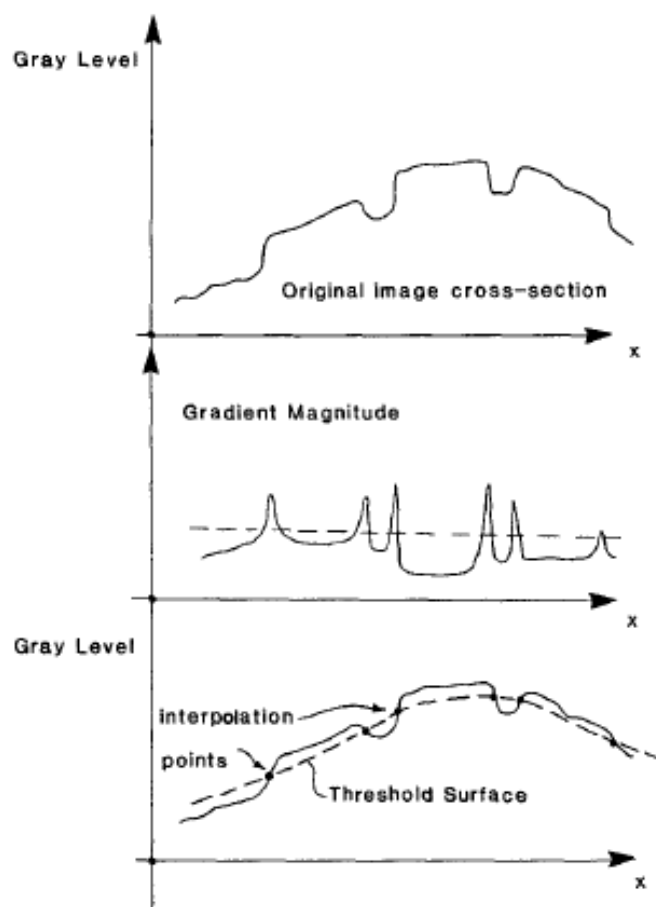 Gray Level
Original image cross-section
x
Gradient Magnitude
x
Gray Level
interpolation
points
Threshold Surface
x